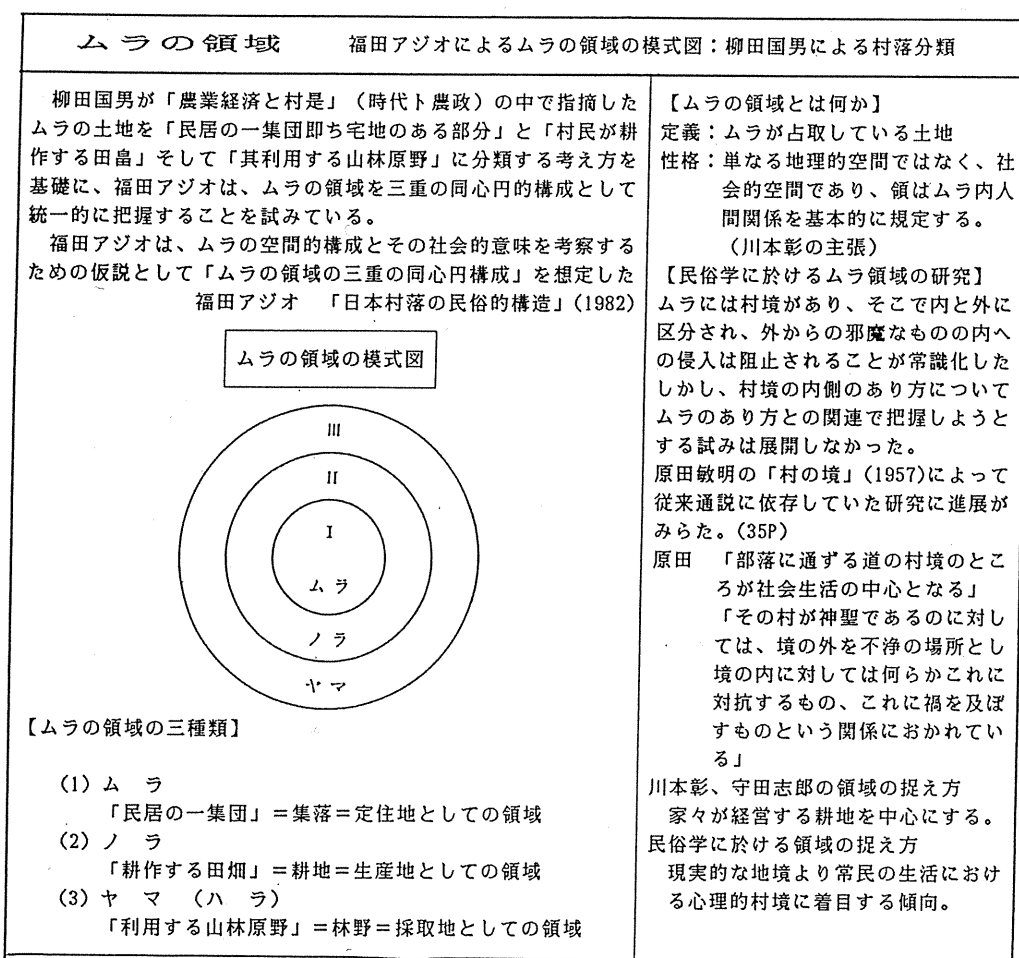 ムラの領域　福田アジオによるムラの領域の模式図：柳田国男による村落分類
柳田国男が「農業経済と村是」（時代ト農政）の中で指摘した
ムラの土地を「民居の一集団即ち宅地のある部分」と「村民が耕
作する田畠」そして「其利用する山林原野」に分類する考え方を
基礎に、福田アジオは、ムラの領域を三重の同心円的構成として
統一的に把握することを試みている。
福田アジオは、ムラの空間的構成とその社会的意味を考察する
ための仮説として「ムラの領域の三重の同心円構成」を想定した
福田アジオ　「日本村落の民俗的構造」(1982)
ムラの領域の模式図
III
II
I
ムラ
ノラ
ヤマ
【ムラの領域の三種類】
(1) ム　ラ
「民居の一集団」＝集落＝定住地としての領域
(2) ノ　ラ
「耕作する田畑」＝耕地＝生産地としての領域
(3) ヤ　マ　（ハ　ラ）
「利用する山林原野」＝林野＝採取地としての領域
【ムラの領域とは何か】
定義：ムラが占取している土地
性格：単なる地理的空間ではなく、社
会的空間であり、領はムラ内人
間関係を基本的に規定する。
（川本彰の主張）
【民俗学に於けるムラ領域の研究】
ムラには村境があり、そこで内と外に
区分され、外からの邪魔なものの内へ
の侵入は阻止されることが常識化した
しかし、村境の内側のあり方について
ムラのあり方との関連で把握しようと
する試みは展開しなかった。
原田敏明の「村の境」(1957)によって
従来通説に依存していた研究に進展が
みらた。(35P)
原田　「部落に通ずる道の村境のとこ
ろが社会生活の中心となる」
「その村が神聖であるのに対し
ては、境の外を不浄の場所とし
境の内に対しては何らかこれに
対抗するもの、これに禍を及ぼ
すものという関係におかれてい
る」
川本彰、守田志郎の領域の捉え方
家々が経営する耕地を中心にする。
民俗学に於ける領域の捉え方
現実的な地境より常民の生活におけ
る心理的村境に着目する傾向。